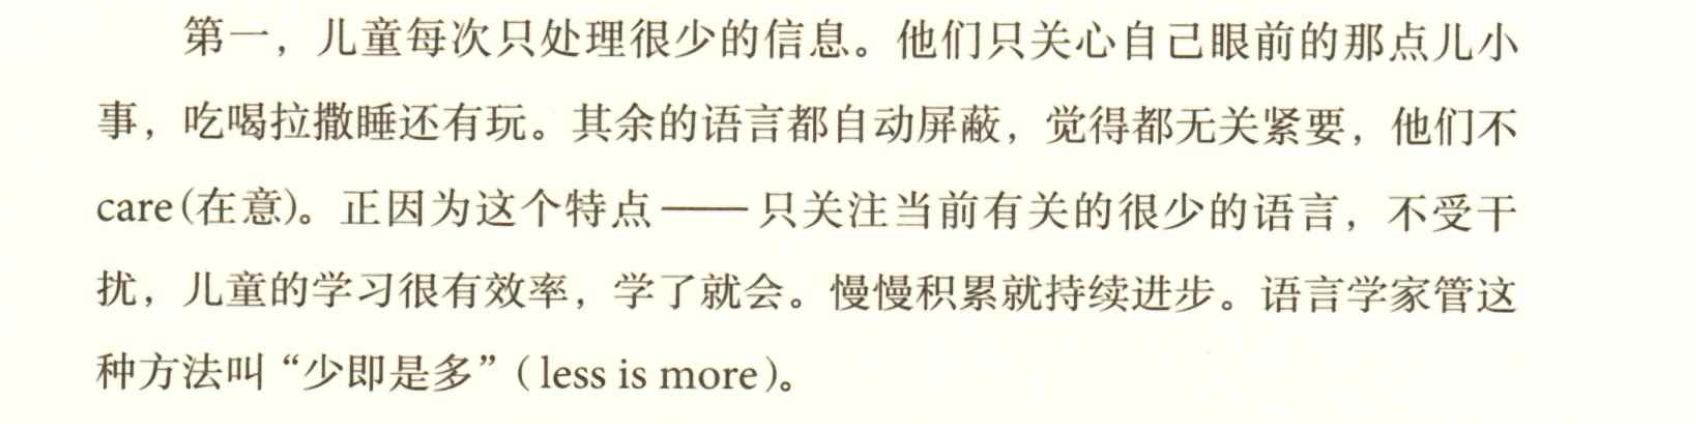 第一，儿童每次只处理很少的信息。他们只关心自己眼前的那点儿小
事，吃喝拉撒睡还有玩。其余的语言都自动屏蔽，觉得都无关紧要，他们不
care(在意)。正因为这个特点——只关注当前有关的很少的语言，不受干
扰，儿童的学习很有效率，学了就会。慢慢积累就持续进步。语言学家管这
种方法叫“少即是多”（less is more）。